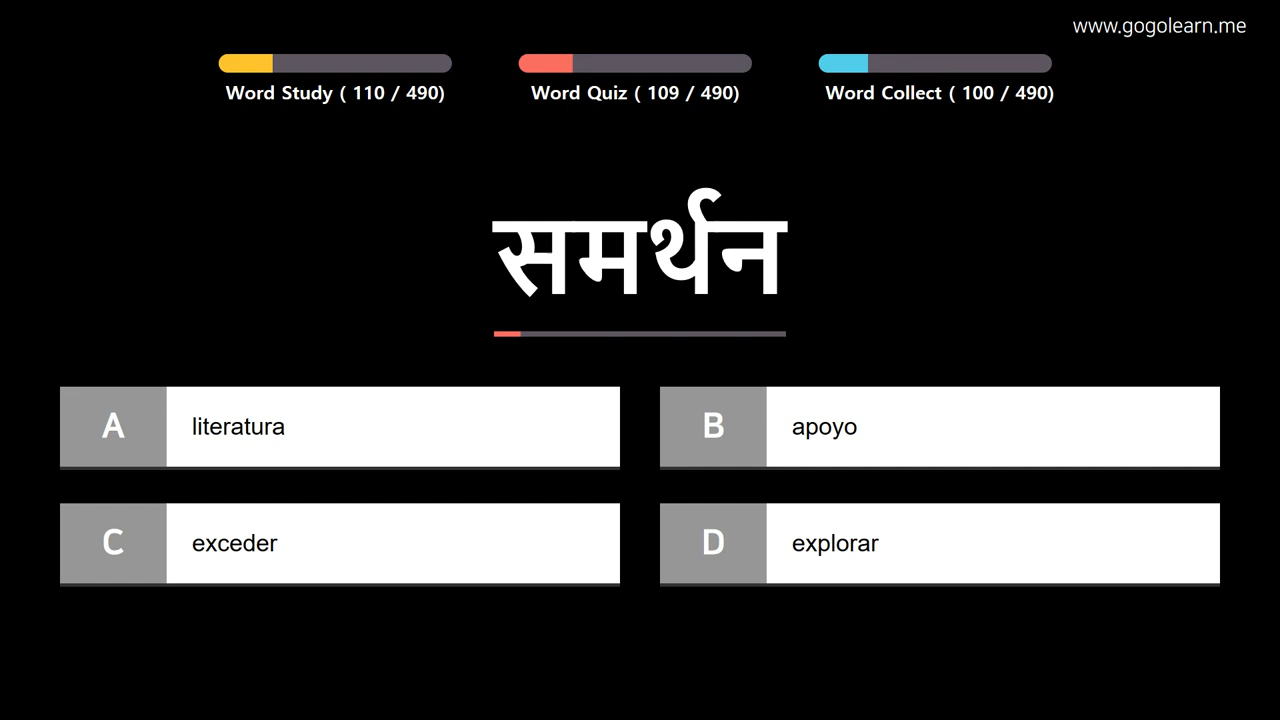 www.gogolearn.me
Word Study ( 110 / 490)
Word Quiz ( 109 / 490)
Word Collect ( 100 / 490)
समर्थन
A literatura
B apoyo
C exceder
D explorar